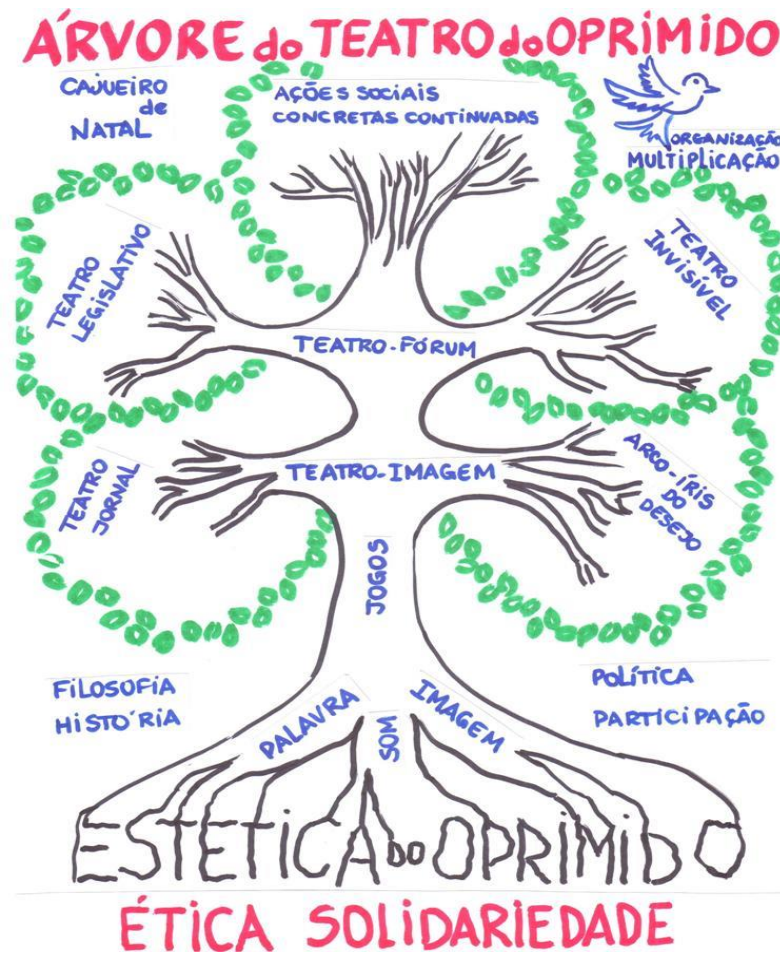 ÁRVORE do TEATRO do OPRIMIDO
CAJUEIRO
de
NATAL
AÇÕES SOCIAIS
CONCRETAS CONTINUADAS
ORGANIZAÇÃO
MULTIPLICAÇÃO
TEATRO
LEGISLATIVO
TEATRO
INVISÍVEL
TEATRO-FÓRUM
TEATRO
JORNAL
TEATRO-IMAGEM
ARCO-ÍRIS
DO
DESEJO
JOGOS
FILOSOFIA
HISTÓRIA
POLÍTICA
PARTICIPAÇÃO
PALAVRA
SOM
IMAGEM
ESTETICA DO OPRIMIDO
ÉTICA SOLIDARIEDADE